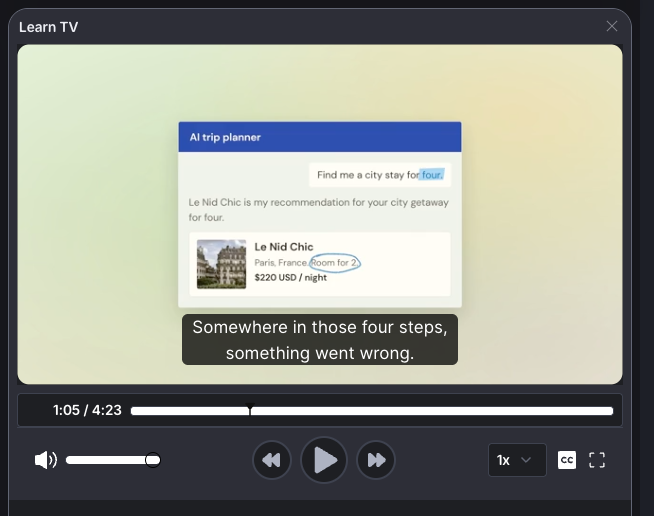 Learn TV
AI trip planner
Find me a city stay for four.
Le Nid Chic is my recommendation for your city getaway
for four.
Le Nid Chic
Paris, France. Room for 2.
$220 USD / night
Somewhere in those four steps,
something went wrong.
1:05 / 4:23
1x
CC